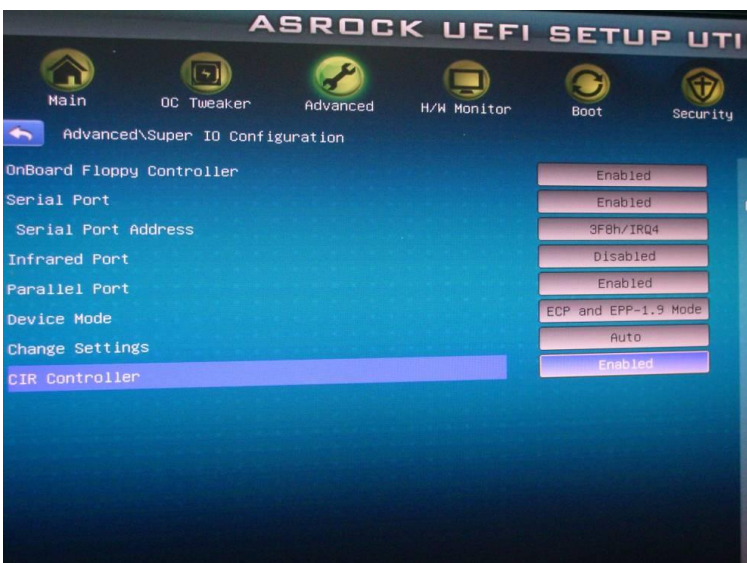 ASROCK UEFI SETUP UTI
Main OC Tweaker Advanced H/W Monitor Boot Security
Advanced\Super IO Configuration
OnBoard Floppy Controller Enabled
Serial Port Enabled
Serial Port Address 3F8h/IRQ4
Infrared Port Disabled
Parallel Port Enabled
Device Mode ECP and EPP-1.9 Mode
Change Settings Auto
CIR Controller Enabled